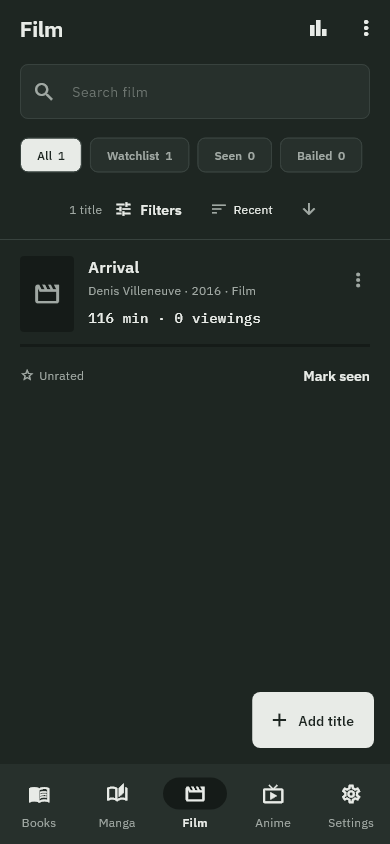 Film
Search film
All 1
Watchlist 1
Seen 0
Bailed 0
1 title
Filters
Recent
Arrival
Denis Villeneuve · 2016 · Film
116 min · 0 viewings
Unrated
Mark seen
Add title
Books
Manga
Film
Anime
Settings